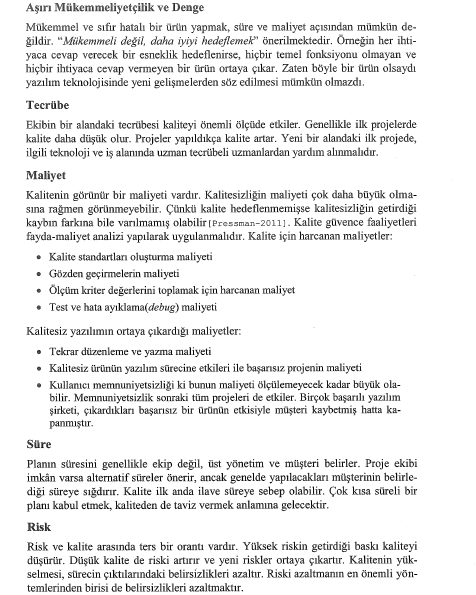 Aşırı Mükemmeliyetçilik ve Denge
Mükemmel ve sıfır hatalı bir ürün yapmak, süre ve maliyet açısından mümkün de-
ğildir. “Mükemmeli değil, daha iyiyi hedeflemek” önerilmektedir. Örneğin her ihti-
yaca cevap verecek bir esneklik hedeflenirse, hiçbir temel fonksiyonu olmayan ve
hiçbir ihtiyaca cevap vermeyen bir ürün ortaya çıkar. Zaten böyle bir ürün olsaydı
yazılım teknolojisinde yeni gelişmelerden söz edilmesi mümkün olmazdı.
Tecrübe
Ekibin bir alandaki tecrübesi kaliteyi önemli ölçüde etkiler. Genellikle ilk projelerde
kalite daha düşük olur. Projeler yapıldıkça kalite artar. Yeni bir alandaki ilk projede,
ilgili teknoloji ve iş alanında uzman tecrübeli uzmanlardan yardım alınmalıdır.
Maliyet
Kalitenin görünür bir maliyeti vardır. Kalitesizliğin maliyeti çok daha büyük olma-
sına rağmen görünmeyebilir. Çünkü kalite hedeflenmemişse kalitesizliğin getirdiği
kaybın farkına bile varılmamış olabilir[Pressman-2011]. Kalite güvence faaliyetleri
fayda-maliyet analizi yapılarak uygulanmalıdır. Kalite için harcanan maliyetler:
• Kalite standartları oluşturma maliyeti
• Gözden geçirmelerin maliyeti
• Ölçüm kriter değerlerini toplamak için harcanan maliyet
• Test ve hata ayıklama(debug) maliyeti
Kalitesiz yazılımın ortaya çıkardığı maliyetler:
• Tekrar düzenleme ve yazma maliyeti
• Kalitesiz ürünün yazılım sürecine etkileri ile başarısız projenin maliyeti
• Kullanıcı memnuniyetsizliği ki bunun maliyeti ölçülemeyecek kadar büyük ola-
bilir. Memnuniyetsizlik sonraki tüm projeleri de etkiler. Birçok başarılı yazılım
şirketi, çıkardıkları başarısız bir ürünün etkisiyle müşteri kaybetmiş hatta ka-
panmıştır.
Süre
Planın süresini genellikle ekip değil, üst yönetim ve müşteri belirler. Proje ekibi
imkân varsa alternatif süreler önerir, ancak genelde yapılacakları müşterinin belirle-
diği süreye sığdırır. Kalite ilk anda ilave süreye sebep olabilir. Çok kısa süreli bir
planı kabul etmek, kaliteden de taviz vermek anlamına gelecektir.
Risk
Risk ve kalite arasında ters bir orantı vardır. Yüksek riskin getirdiği baskı kaliteyi
düşürür. Düşük kalite de riski artırır ve yeni riskler ortaya çıkartır. Kalitenin yük-
selmesi, sürecin çıktılarındaki belirsizlikleri azaltır. Riski azaltmanın en önemli yön-
temlerinden birisi de belirsizlikleri azaltmaktır.